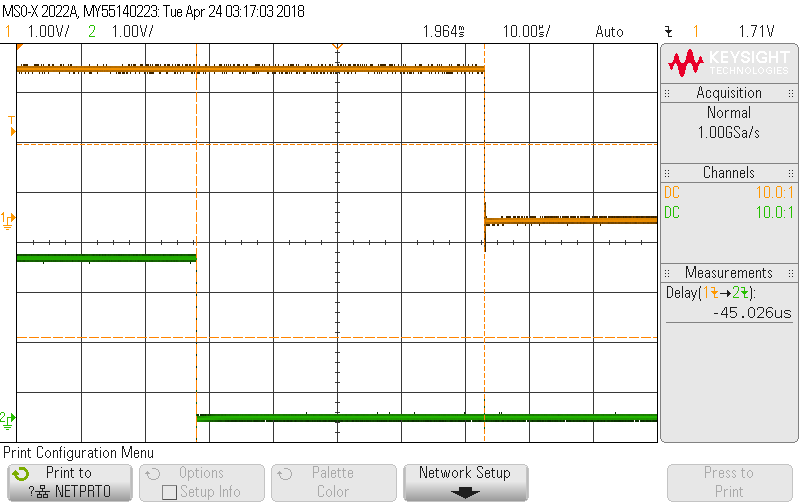 MSO-X 2022A, MY55140223: Tue Apr 24 03:17:03 2018
1 1.00V/ 2 1.00V/ 1.964ms 10.00us/ Auto 1 1.71V
KEYSIGHT
TECHNOLOGIES
Acquisition
Normal
1.00GSa/s
Channels
DC 10.0:1
DC 10.0:1
Measurements
Delay(1→2):
-45.026us
T
1
2
Print Configuration Menu
Print to
?品 NETPRT0
Options
Setup Info
Palette
Color
Network Setup
Press to
Print